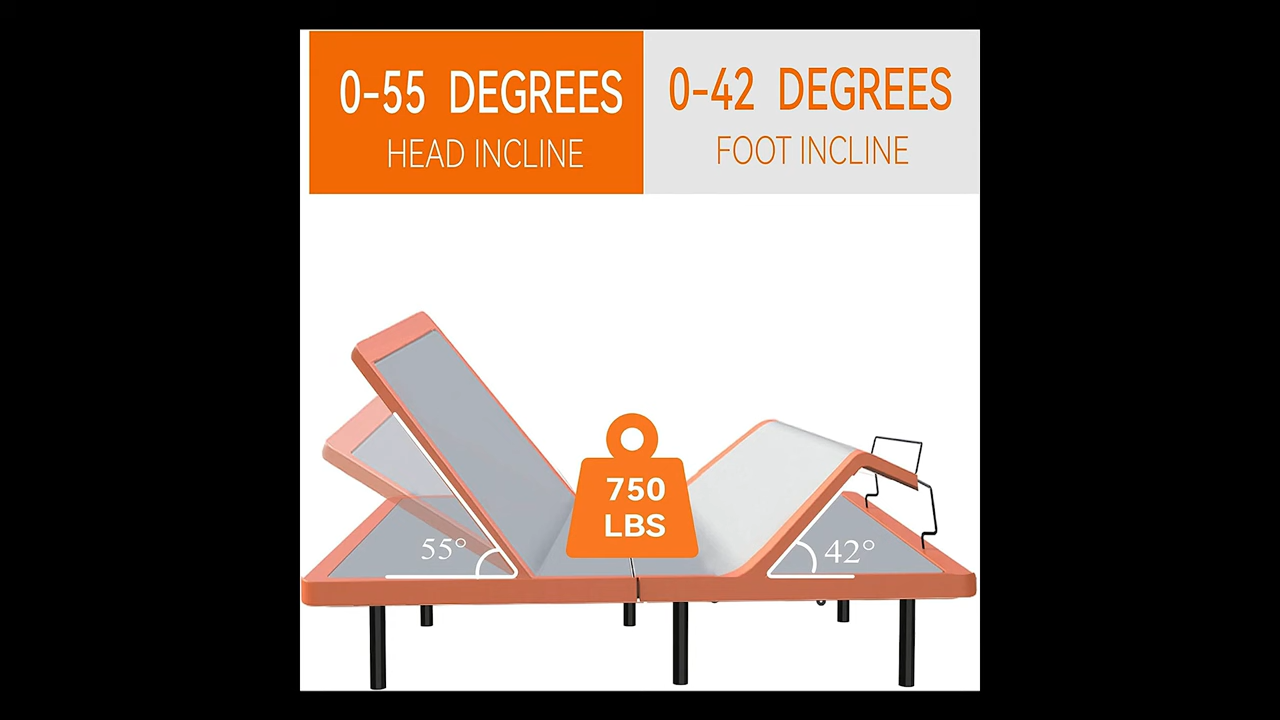 0-55 DEGREES
HEAD INCLINE
0-42 DEGREES
FOOT INCLINE
750
LBS
55°
42°